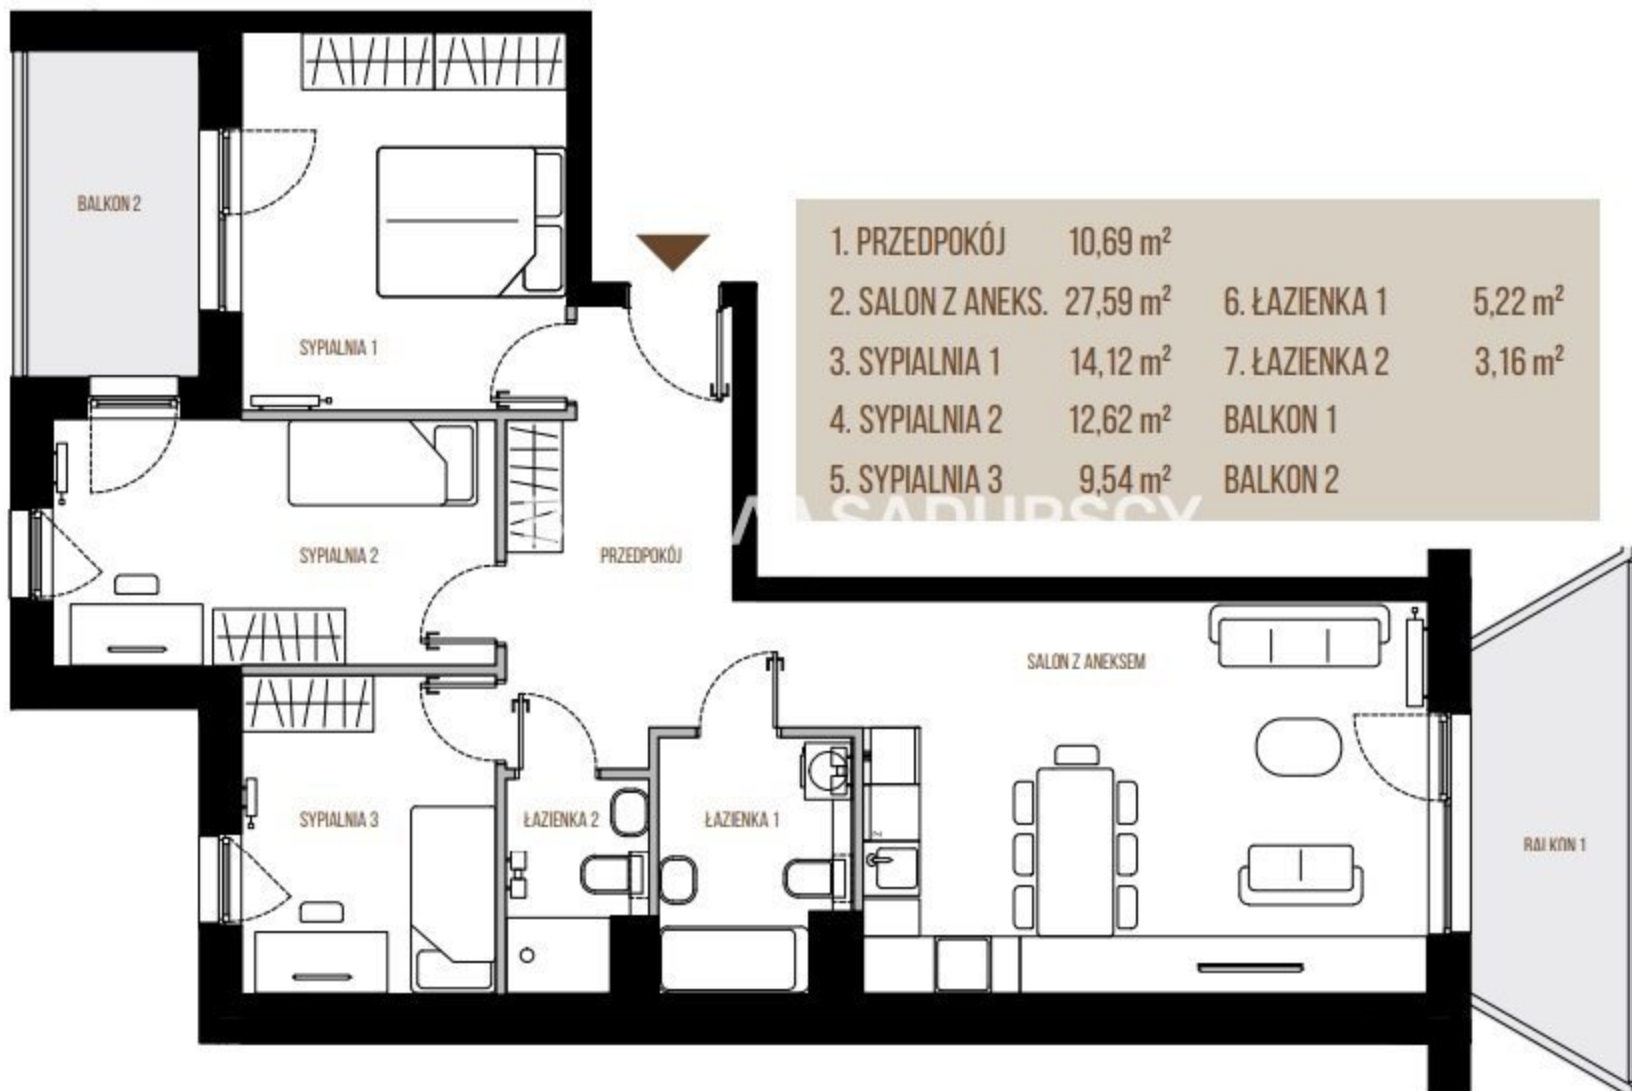 BALKON 2
1. PRZEDPOKÓJ 10,69 m²
2. SALON Z ANEKS. 27,59 m² 6. ŁAZIENKA 1 5,22 m²
3. SYPIALNIA 1 14,12 m² 7. ŁAZIENKA 2 3,16 m²
4. SYPIALNIA 2 12,62 m² BALKON 1
5. SYPIALNIA 3 9,54 m² BALKON 2
SADURSCY
SYPIALNIA 1
SYPIALNIA 2
PRZEDPOKÓJ
SALON Z ANEKSEM
SYPIALNIA 3
ŁAZIENKA 2
ŁAZIENKA 1
Z
BALKON 1